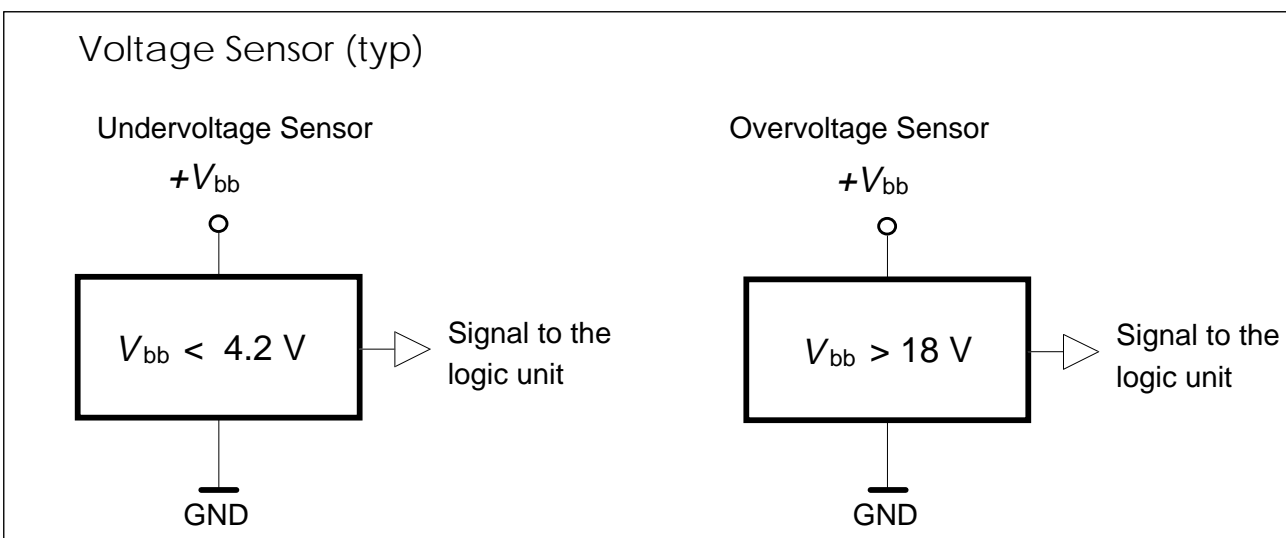 Voltage Sensor (typ)
Undervoltage Sensor
+Vbb
Vbb < 4.2 V
Signal to the
logic unit
GND
Overvoltage Sensor
+Vbb
Vbb > 18 V
Signal to the
logic unit
GND